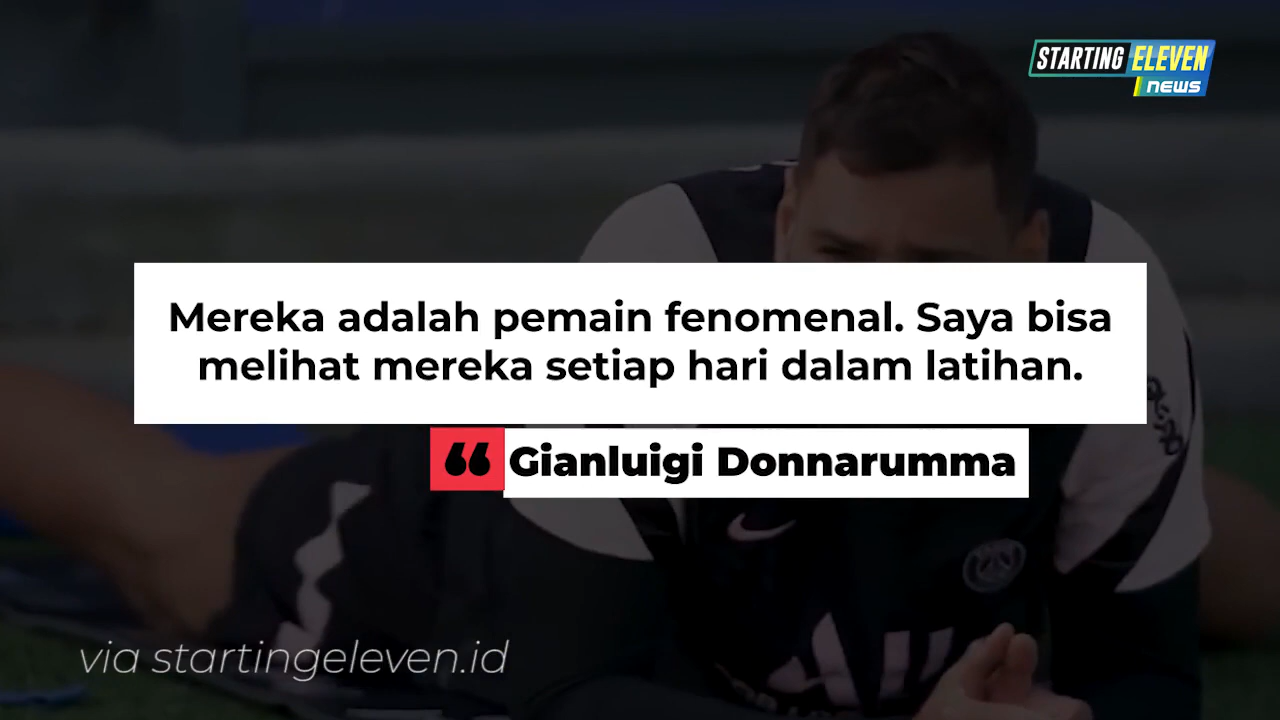 STARTING ELEVEN
news
Mereka adalah pemain fenomenal. Saya bisa
melihat mereka setiap hari dalam latihan.
Gianluigi Donnarumma
via startingeleven.id